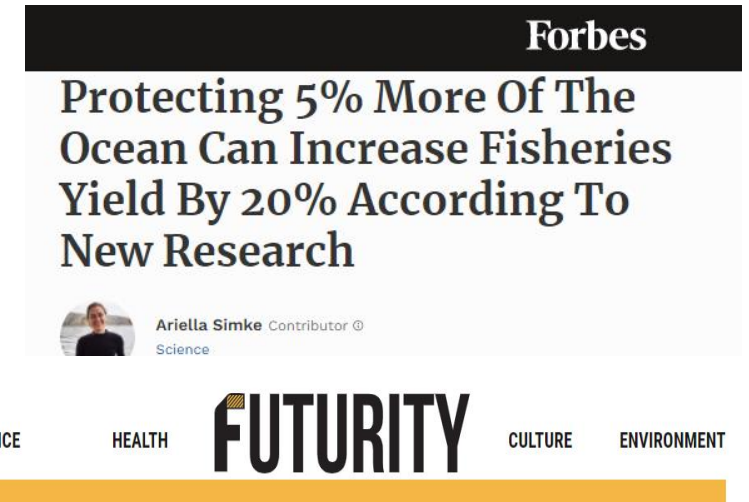 Forbes
Protecting 5% More Of The
Ocean Can Increase Fisheries
Yield By 20% According To
New Research
Ariella Simke Contributor
Science
HEALTH FUTURITY CULTURE ENVIRONMENT